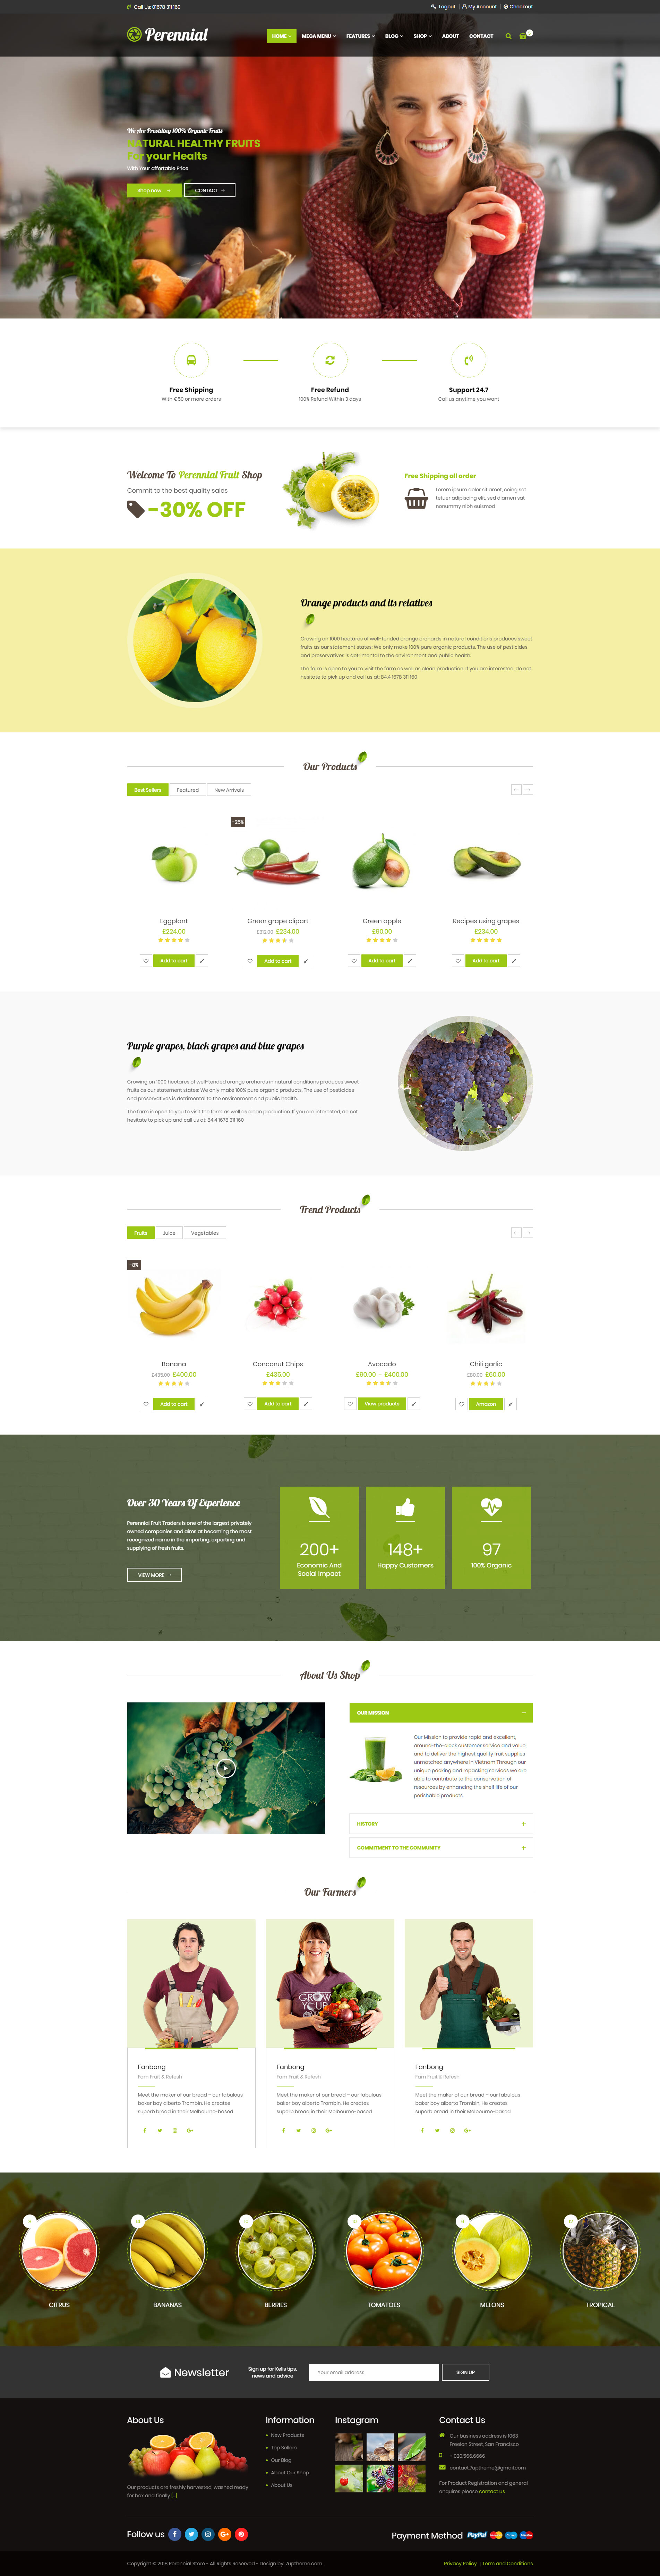 Call Us: 01678 311 160
Logout
My Account
Checkout
Perennial
HOME
MEGA MENU
FEATURES
BLOG
SHOP
ABOUT
CONTACT
0
We Are Providing 100% Organic Fruits
NATURAL HEALTHY FRUITS
For your Healts
With Your affortable Price
Shop now
CONTACT
Free Shipping
With €50 or more orders
Free Refund
100% Refund Within 3 days
Support 24.7
Call us anytime you want
Welcome To Perennial Fruit Shop
Commit to the best quality sales
-30% OFF
Free Shipping all order
Lorem ipsum dolor sit amet, coing sat
tetuer adipiscing elit, sed diamen sat
nonummy nibh euismod
Orange products and its relatives
Growing on 1000 hectares of well-tended orange orchards in natural conditions produces sweet
fruits as our statement states: We only make 100% pure organic products. The use of pesticides
and preservatives is detrimental to the environment and public health.
The farm is open to you to visit the farm as well as clean production. If you are interested, do not
hesitate to pick up and call us at: 84.4 1678 311 160
Our Products
Best Sellers
Featured
New Arrivals
-25%
Eggplant
£224.00
Green grape clipart
£234.00
Green apple
£90.00
Recipes using grapes
£234.00
Add to cart
Add to cart
Add to cart
Add to cart
Purple grapes, black grapes and blue grapes
Growing on 1000 hectares of well-tended orange orchards in natural conditions produces sweet
fruits as our statement states: We only make 100% pure organic products. The use of pesticides
and preservatives is detrimental to the environment and public health.
The farm is open to you to visit the farm as well as clean production. If you are interested, do not
hesitate to pick up and call us at: 84.4 1678 311 160
Trend Products
Fruits
Juice
Vegetables
-8%
Banana
£435.00 £400.00
Conconut Chips
£435.00
Avocado
£90.00 – £400.00
Chili garlic
£60.00
Add to cart
Add to cart
View products
Amazon
Over 30 Years Of Experience
Perennial Fruit Traders is one of the largest privately
owned companies and aims at becoming the most
recognized name in the importing, exporting and
supplying of fresh fruits.
VIEW MORE
200+
Economic And
Social Impact
148+
Happy Customers
97
100% Organic
About Us Shop
OUR MISSION
Our Mission to provide rapid and excellent,
around-the-clock customer service and value,
and to deliver the highest quality fruit supplies
unmatched anywhere in Vietnam Through our
unique packing and repacking services we are
able to contribute to the conservation of
resources by enhancing the shelf life of our
perishable products.
HISTORY
COMMITMENT TO THE COMMUNITY
Our Farmers
GROW
YOUR
Fanbong
Fam Fruit & Refosh
Meet the maker of our bread – our fabulous
baker boy alberto Trombin. He creates
superb bread in their Melbourne-based
Fanbong
Fam Fruit & Refosh
Meet the maker of our bread – our fabulous
baker boy alberto Trombin. He creates
superb bread in their Melbourne-based
Fanbong
Fam Fruit & Refosh
Meet the maker of our bread – our fabulous
baker boy alberto Trombin. He creates
superb bread in their Melbourne-based
CITRUS
BANANAS
BERRIES
TOMATOES
MELONS
TROPICAL
Newsletter
Sign up for Kelis tips,
news and advice
Your email address
SIGN UP
About Us
Our products are freshly harvested, washed ready
for box and finally [...]
Information
New Products
Top Sellers
Our Blog
About Our Shop
About Us
Instagram
Contact Us
Our business address is 1063
Freelon Street, San Francisco
+ 020.566.6666
contact.7uptheme@gmail.com
For Product Registration and general
enquires please contact us
Follow us
Payment Method
PayPal
Copyright © 2018 Perennial Store - All Rights Reserved - Design by: 7uptheme.com
Privacy Policy
Term and Conditions